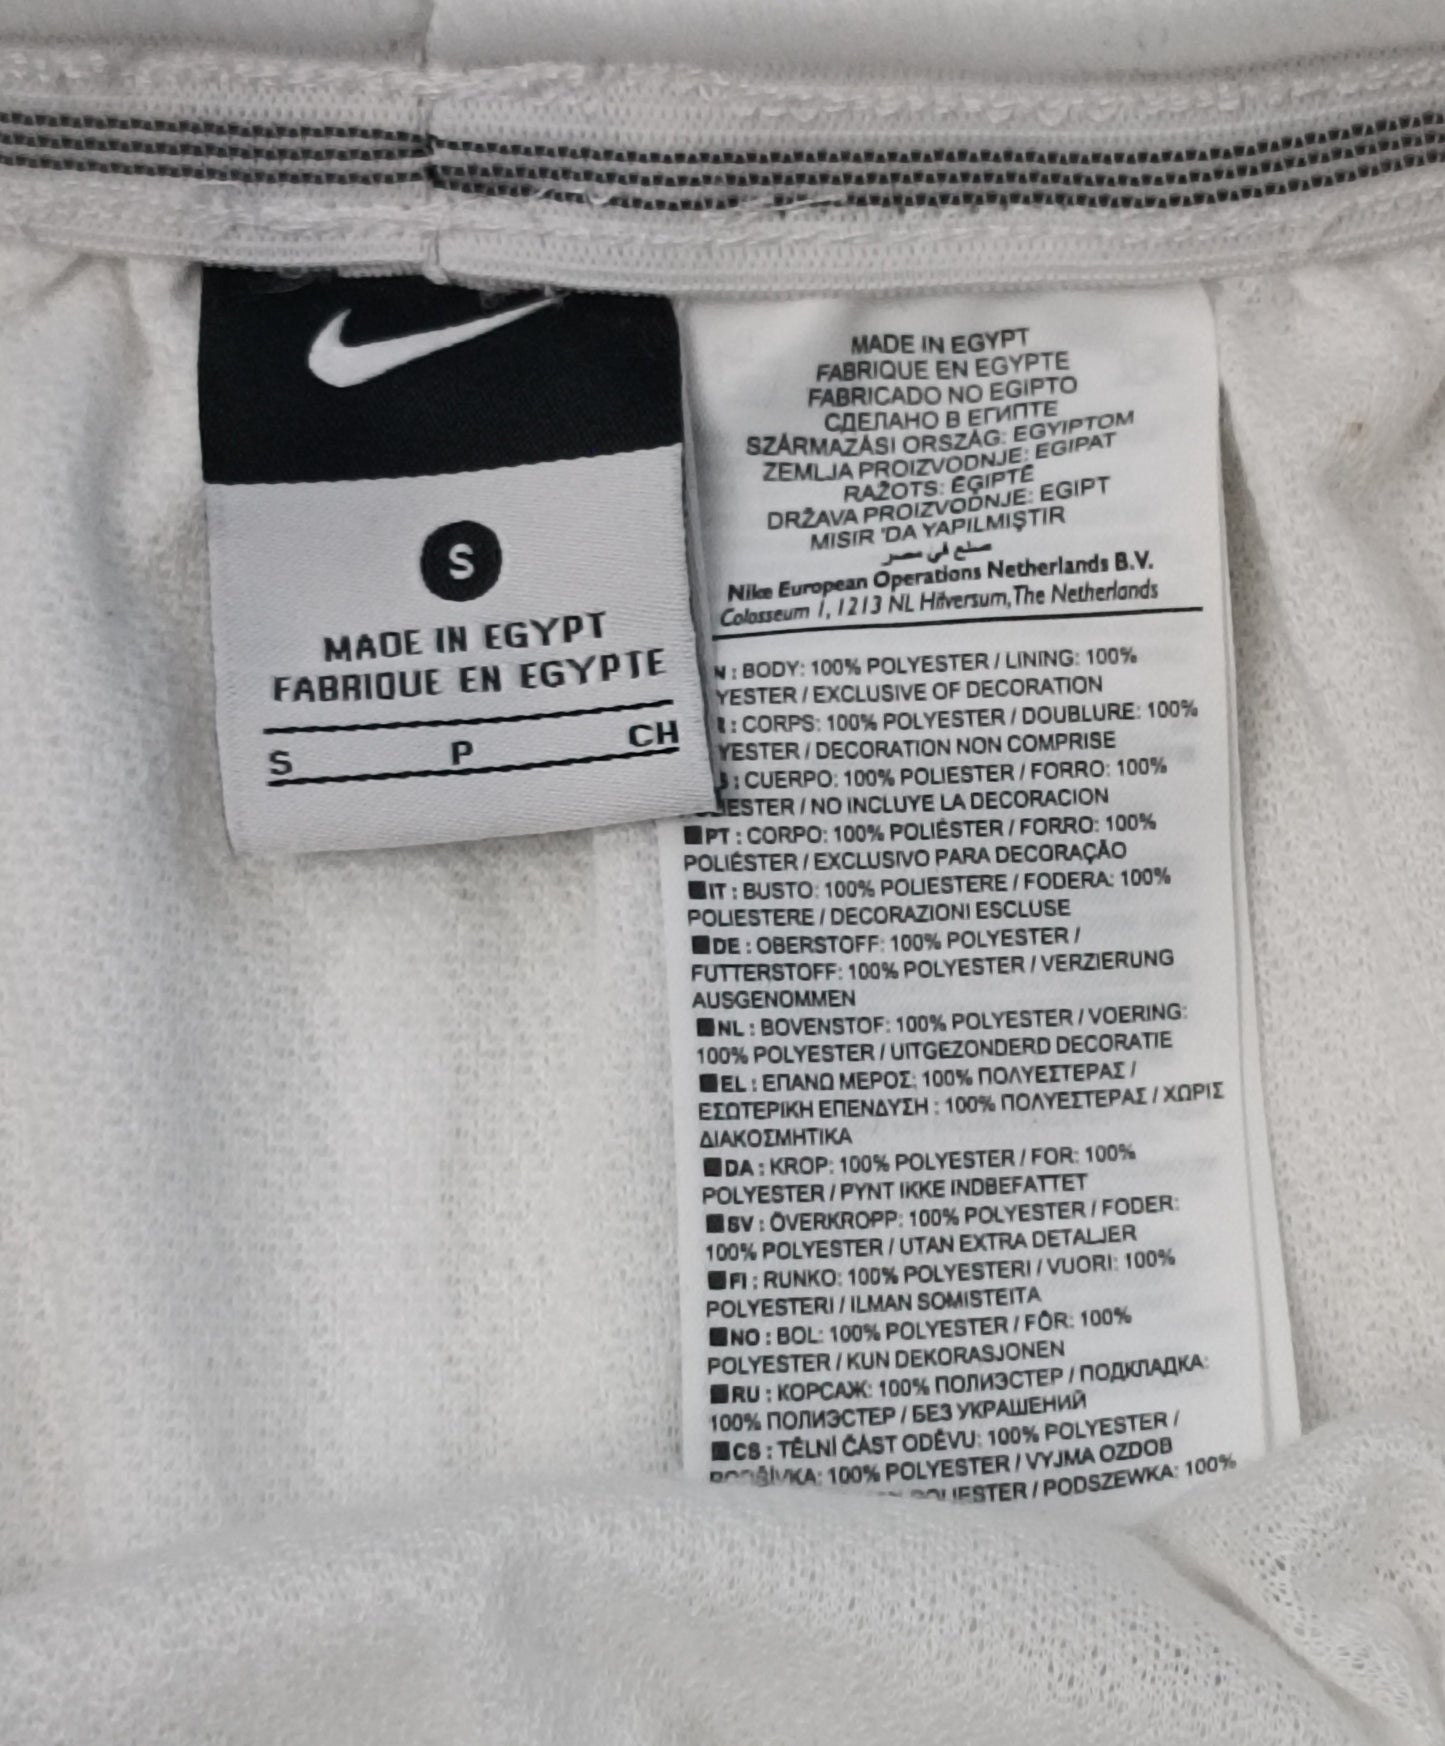 S
MADE IN EGYPT
FABRIQUE EN EGYPTE
S P CH
MADE IN EGYPT
FABRIQUE EN EGYPTE
FABRICADO NO EGIPTO
СДЕЛАНО В ЕГИПТЕ
SZÁRMAZÁSI ORSZÁG: EGYIPTOM
ZEMLJA PROIZVODNJE: EGIPAT
RAŽOTS: ĒĢIPTĒ
DRŽAVA PROIZVODNJE: EGIPT
MISIR 'DA YAPILMIŞTIR
صنع في مصر
Nike European Operations Netherlands B.V.
Colosseum 1, 1213 NL Hilversum, The Netherlands
N : BODY: 100% POLYESTER / LINING: 100%
YESTER / EXCLUSIVE OF DECORATION
: CORPS: 100% POLYESTER / DOUBLURE: 100%
YESTER / DECORATION NON COMPRISE
: CUERPO: 100% POLIESTER / FORRO: 100%
IESTER / NO INCLUYE LA DECORACION
PT : CORPO: 100% POLIÉSTER / FORRO: 100%
POLIÉSTER / EXCLUSIVO PARA DECORAÇÃO
IT : BUSTO: 100% POLIESTERE / FODERA: 100%
POLIESTERE / DECORAZIONI ESCLUSE
DE : OBERSTOFF: 100% POLYESTER /
FUTTERSTOFF: 100% POLYESTER / VERZIERUNG
AUSGENOMMEN
NL : BOVENSTOF: 100% POLYESTER / VOERING:
100% POLYESTER / UITGEZONDERD DECORATIE
EL : ΕΠΑΝΩ ΜΕΡΟΣ: 100% ΠΟΛΥΕΣΤΕΡΑΣ /
ΕΣΩΤΕΡΙΚΗ ΕΠΕΝΔΥΣΗ : 100% ΠΟΛΥΕΣΤΕΡΑΣ / ΧΩΡΙΣ
ΔΙΑΚΟΣΜΗΤΙΚΑ
DA : KROP: 100% POLYESTER / FOR: 100%
POLYESTER / PYNT IKKE INDBEFATTET
SV : ÖVERKROPP: 100% POLYESTER / FODER:
100% POLYESTER / UTAN EXTRA DETALJER
FI : RUNKO: 100% POLYESTERI / VUORI: 100%
POLYESTERI / ILMAN SOMISTEITA
NO : BOL: 100% POLYESTER / FÔR: 100%
POLYESTER / KUN DEKORASJONEN
RU : КОРСАЖ: 100% ПОЛИЭСТЕР / ПОДКЛАДКА:
100% ПОЛИЭСТЕР / БЕЗ УКРАШЕНИЙ
CS : TĚLNÍ ČÁST ODĚVU: 100% POLYESTER /
PODŠÍVKA: 100% POLYESTER / VYJMA OZDOB
POLIESTER / PODSZEWKA: 100%